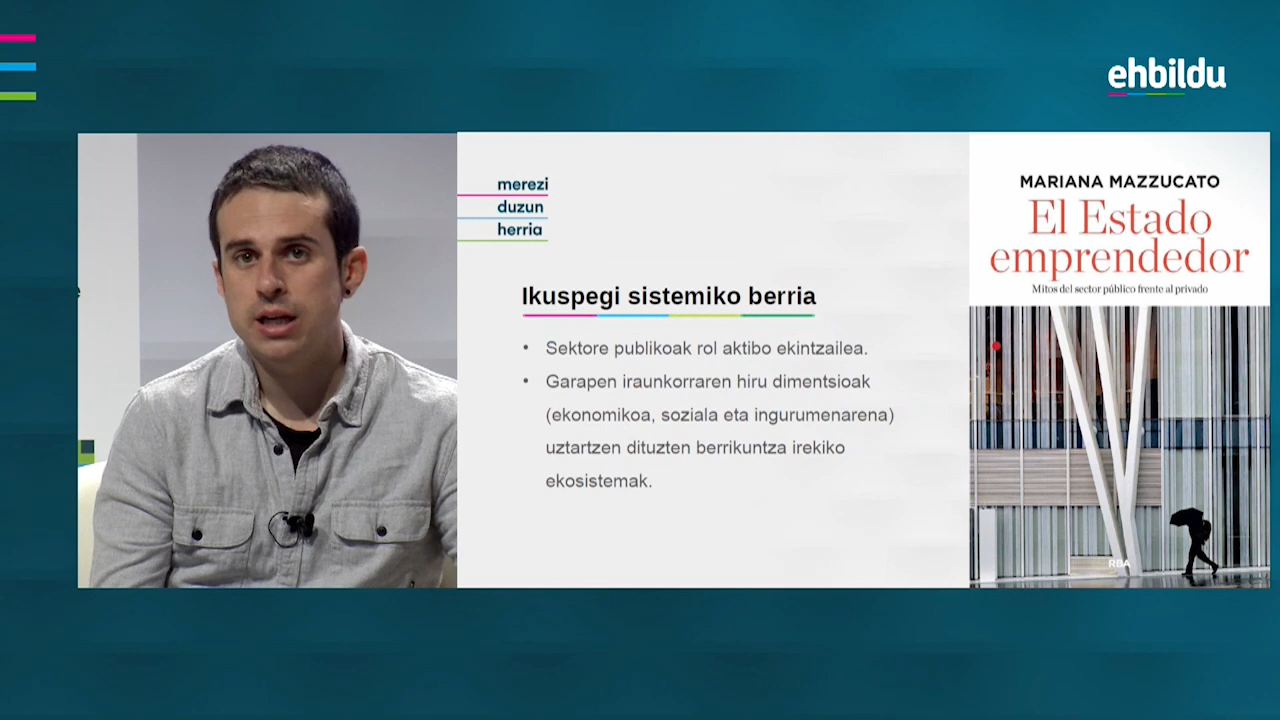 ehbildu
merezi
duzun
herria
Ikuspegi sistemiko berria
• Sektore publikoak rol aktibo ekintzailea.
• Garapen iraunkorraren hiru dimentsioak
(ekonomikoa, soziala eta ingurumenarena)
uztartzen dituzten berrikuntza irekiko
ekosistemak.
MARIANA MAZZUCATO
El Estado
emprendedor
Mitos del sector público frente al privado
RBA